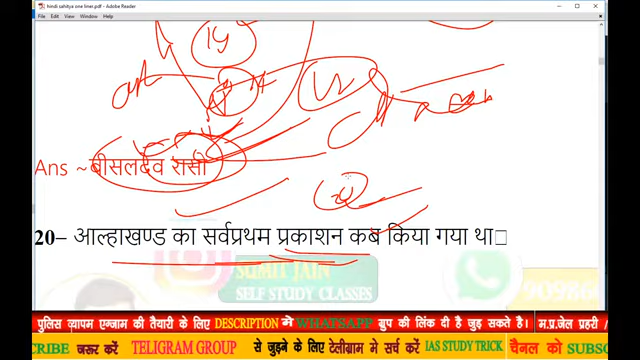 hindi sahitya one liner.pdf - Adobe Reader
File Edit View Window Help
Ans ~ बीसलदेव रासौ
20– आल्हाखण्ड का सर्वप्रथम प्रकाशन कब किया गया था
SUMIT JAIN
SELF STUDY CLASSES
90986
पुलिस व्यापम एग्जाम की तैयारी के लिए DESCRIPTION मे WHATSAPP ग्रुप की लिंक दी है जुड़ सकते है। म.प्र.जेल प्रहरी /
CRIBE जरूर करें TELIGRAM GROUP से जुड़ने के लिए टेलीग्राम मे सर्च करें IAS STUDY TRICK चैनल को SUBSC